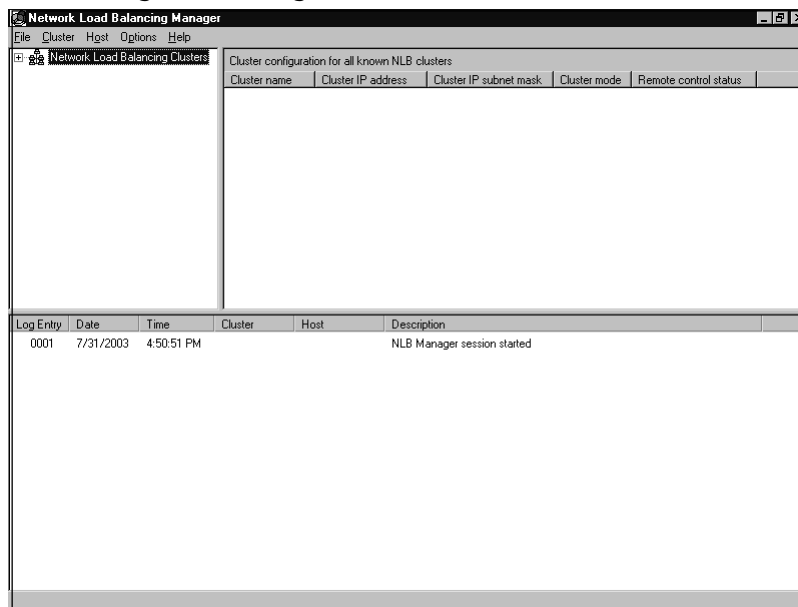 Network Load Balancing Manager
File Cluster Host Options Help
Network Load Balancing Clusters
Cluster configuration for all known NLB clusters
Cluster name Cluster IP address Cluster IP subnet mask Cluster mode Remote control status
Log Entry Date Time Cluster Host Description
0001 7/31/2003 4:50:51 PM NLB Manager session started